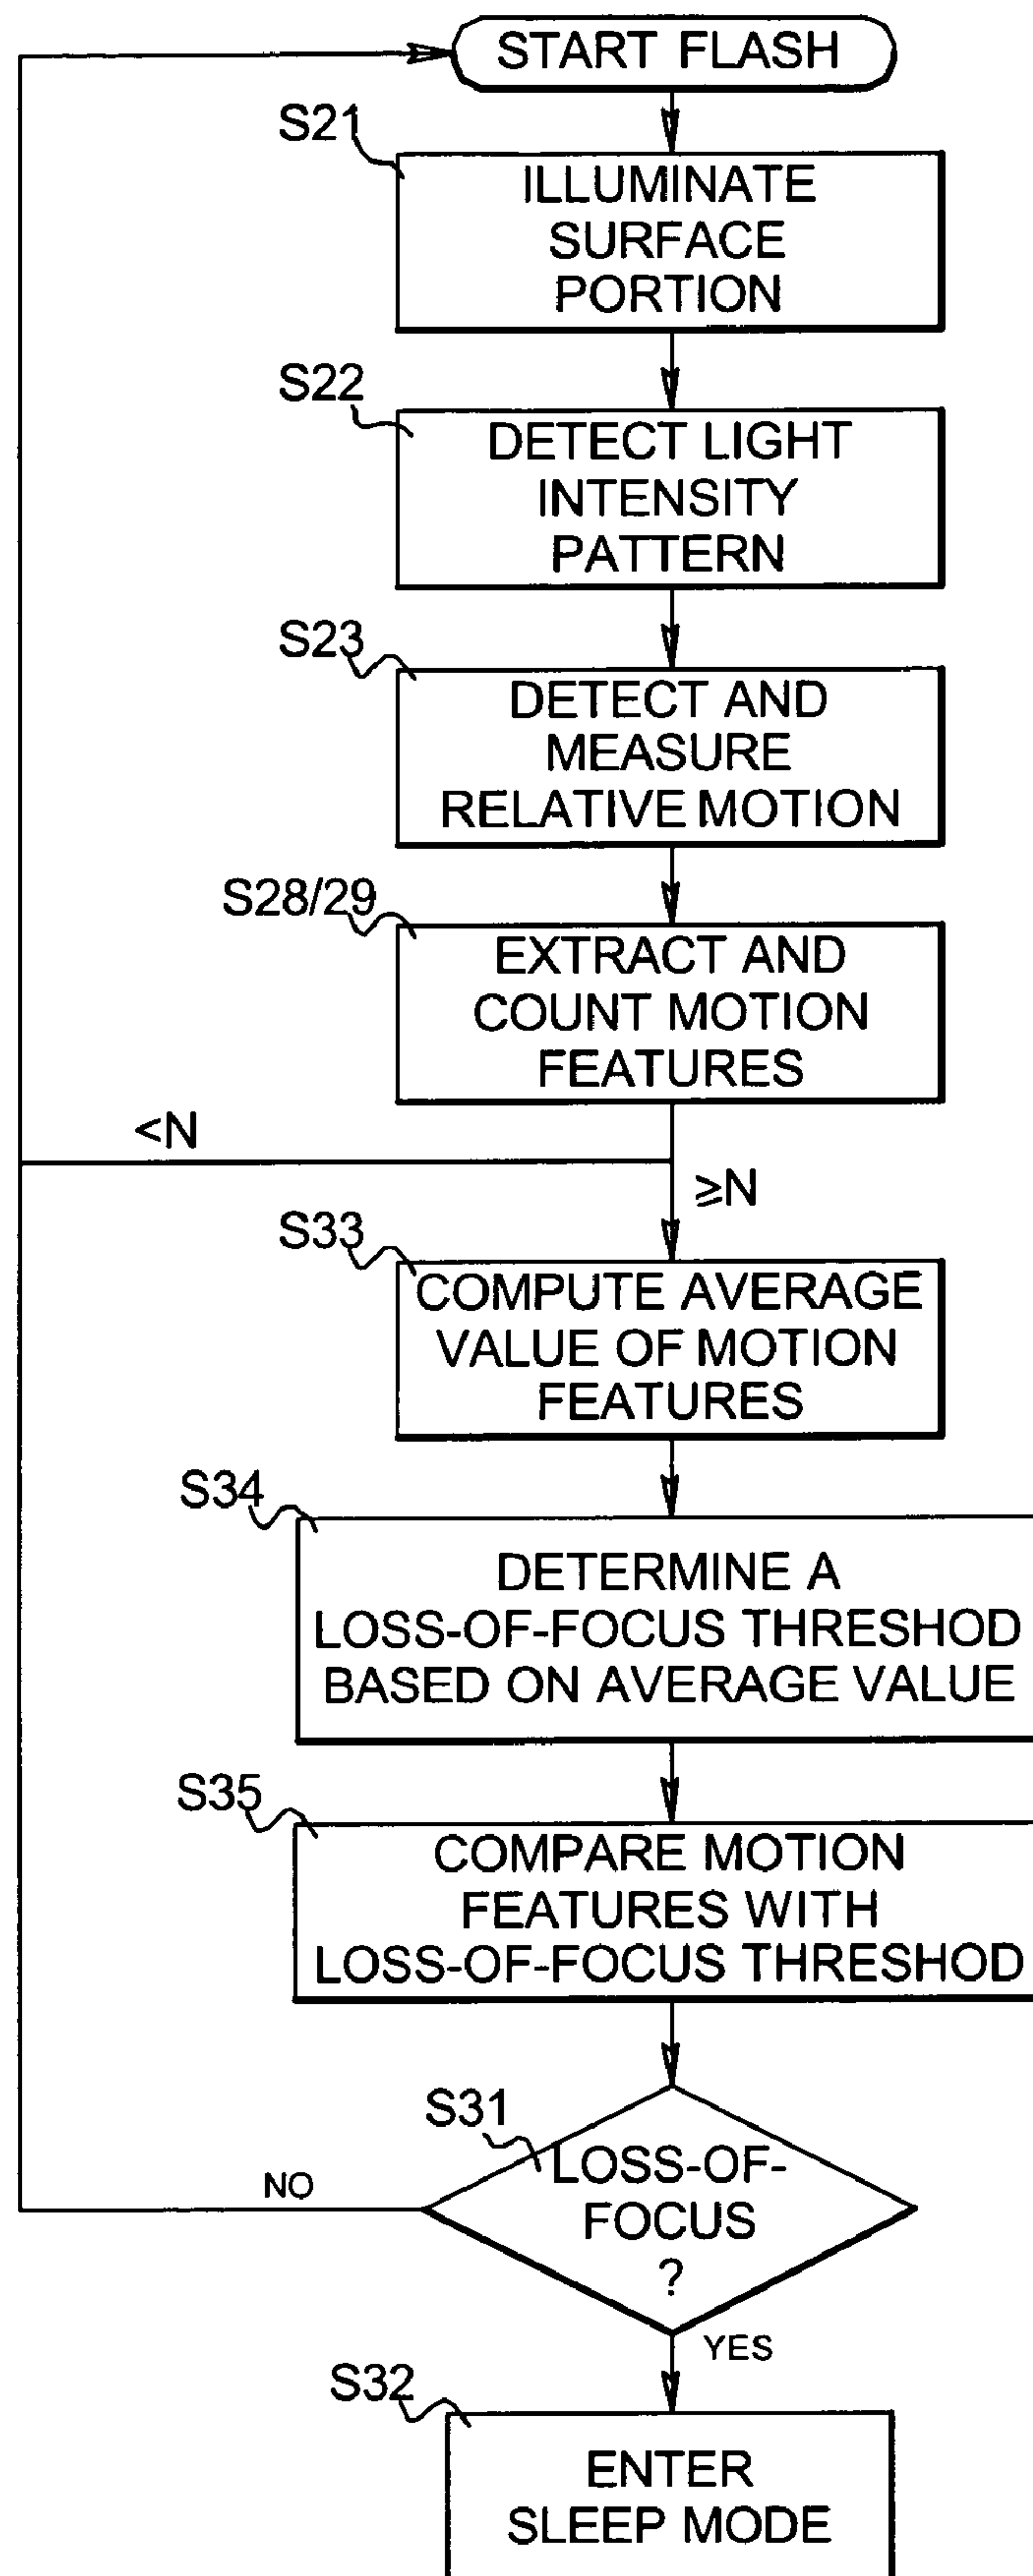 START FLASH
S21
ILLUMINATE
SURFACE
PORTION
S22
DETECT LIGHT
INTENSITY
PATTERN
S23
DETECT AND
MEASURE
RELATIVE MOTION
S28/29
EXTRACT AND
COUNT MOTION
FEATURES
<N
≥N
S33
COMPUTE AVERAGE
VALUE OF MOTION
FEATURES
S34
DETERMINE A
LOSS-OF-FOCUS THRESHOD
BASED ON AVERAGE VALUE
S35
COMPARE MOTION
FEATURES WITH
LOSS-OF-FOCUS THRESHOD
S31
LOSS-OF-
FOCUS
?
NO
YES
S32
ENTER
SLEEP MODE